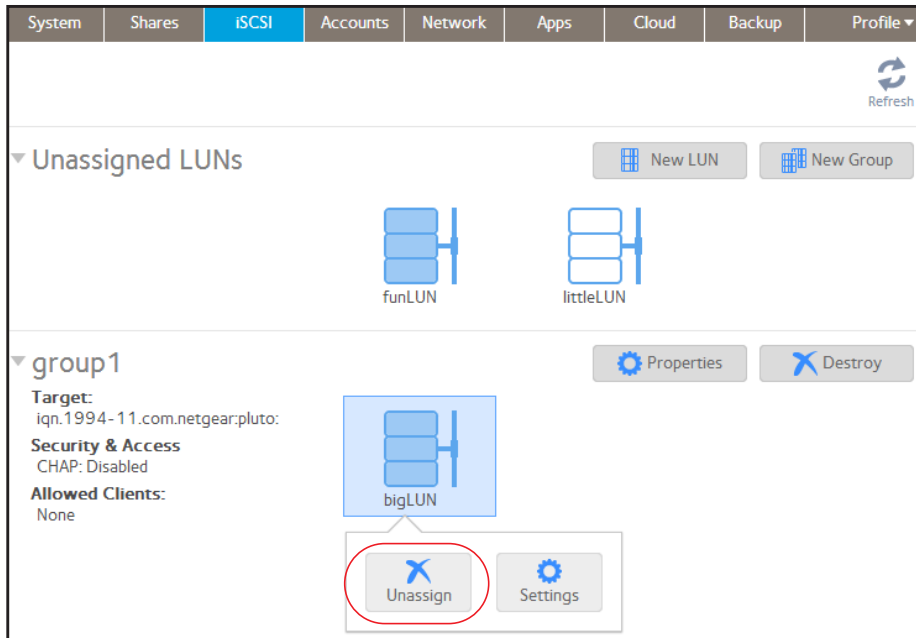 System Shares iSCSI Accounts Network Apps Cloud Backup Profile
Refresh
Unassigned LUNs New LUN New Group
funLUN littleLUN
group1 Properties Destroy
Target:
iqn.1994-11.com.netgear:pluto:
Security & Access
CHAP: Disabled
Allowed Clients:
None
bigLUN
Unassign Settings